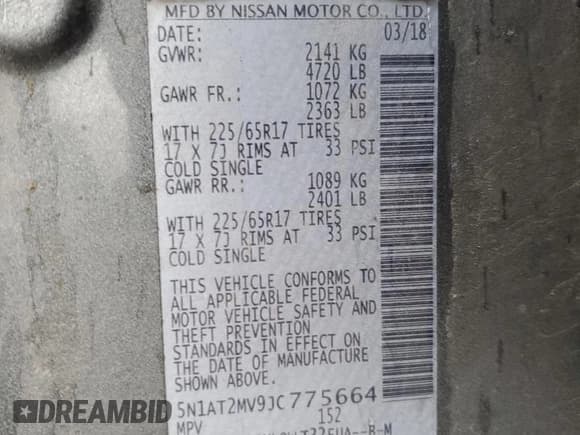 MFD BY NISSAN MOTOR CO., LTD.
DATE: 03/18
GVWR: 2141 KG
4720 LB
GAWR FR.: 1072 KG
2363 LB
WITH 225/65R17 TIRES
17 X 7J RIMS AT 33 PSI
COLD SINGLE
GAWR RR.: 1089 KG
2401 LB
WITH 225/65R17 TIRES
17 X 7J RIMS AT 33 PSI
COLD SINGLE
THIS VEHICLE CONFORMS TO
ALL APPLICABLE FEDERAL
MOTOR VEHICLE SAFETY AND
THEFT PREVENTION
STANDARDS IN EFFECT ON
THE DATE OF MANUFACTURE
SHOWN ABOVE.
5N1AT2MV9JC775664
MPV 152